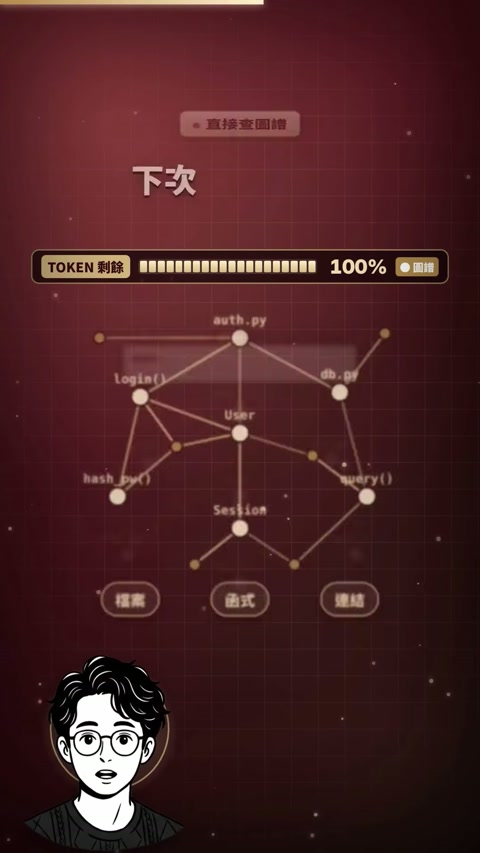 直接查圖譜
下次
TOKEN 剩餘 100% 圖譜
auth.py
login()
db.py
User
hash_pw()
query()
Session
檔案 函式 連結